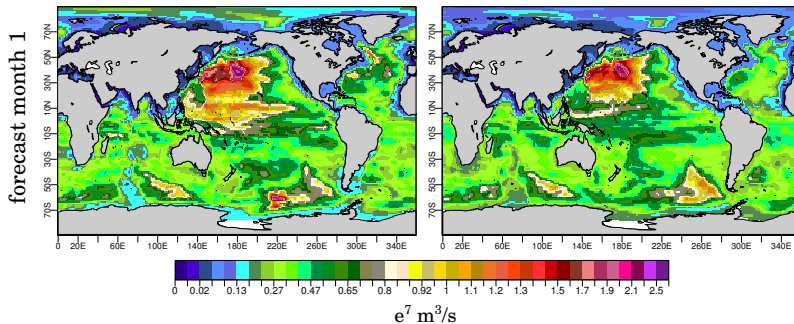 forecast month 1
70N
50N
30N
10N
10S
30S
50S
70S
0 20E 60E 100E 140E 180E 220E 260E 300E 340E
70N
50N
30N
10N
10S
30S
50S
70S
0 20E 60E 100E 140E 180E 220E 260E 300E 340E
0 0.02 0.13 0.27 0.47 0.65 0.8 0.92 1 1.1 1.2 1.3 1.5 1.7 1.9 2.1 2.5
e⁷ m³/s